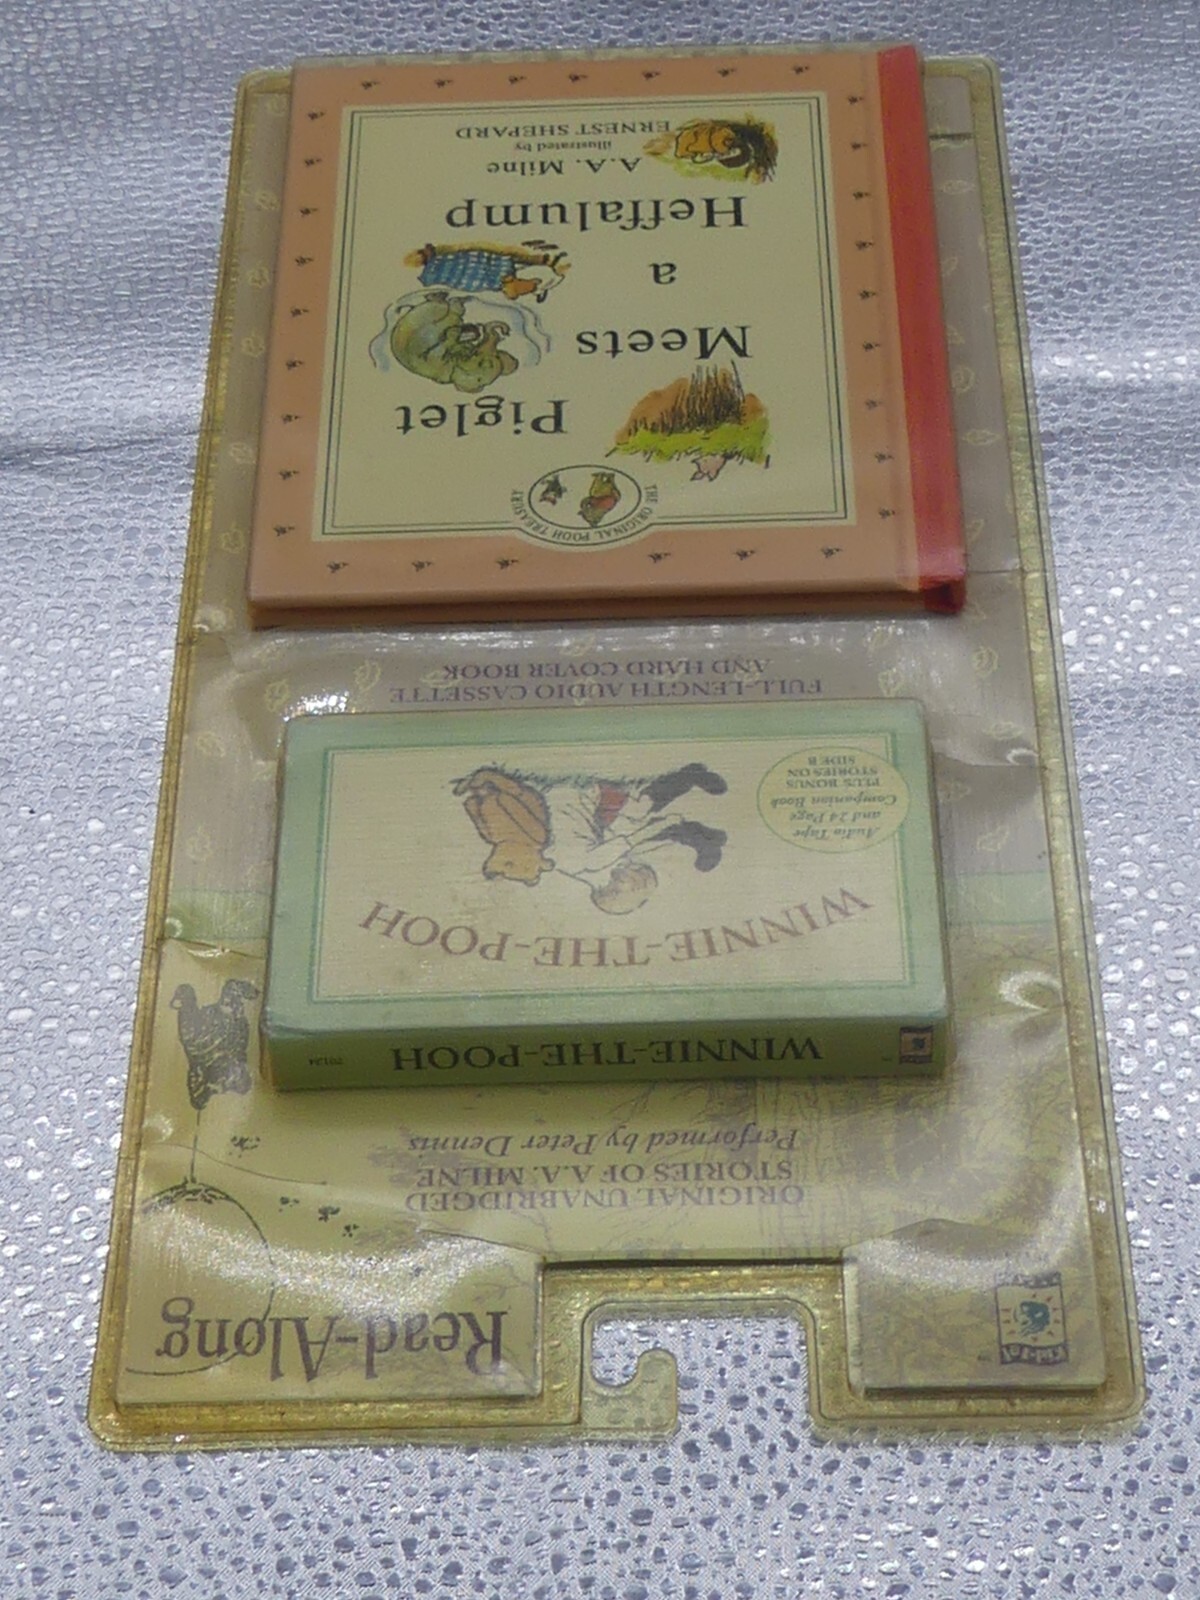 Read-Along
ORIGINAL UNABRIDGED
STORIES OF A.A. MILNE
Performed by Peter Dennis
WINNIE-THE-POOH
70124
WINNIE-THE-POOH
Audio Tape
and 24 Page
Companion Book
PLUS BONUS
STORIES ON
SIDE B
FULL-LENGTH AUDIO CASSETTE
AND HARD COVER BOOK
THE ORIGINAL POOH TREASURY
Piglet
Meets
a
Heffalump
A.A. Milne
illustrated by
ERNEST SHEPARD